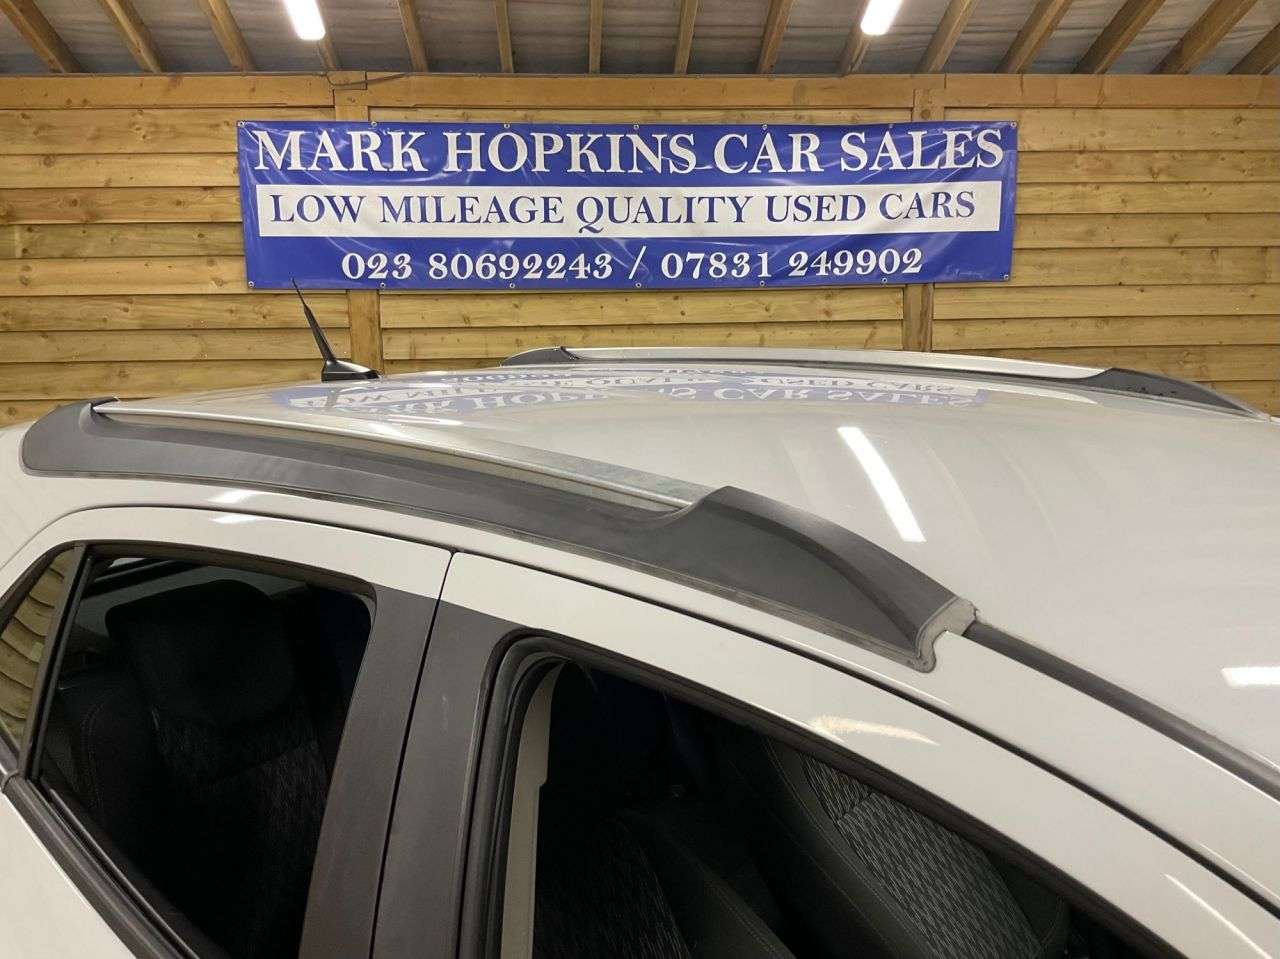 MARK HOPKINS CAR SALES
LOW MILEAGE QUALITY USED CARS
023 80692243 / 07831 249902